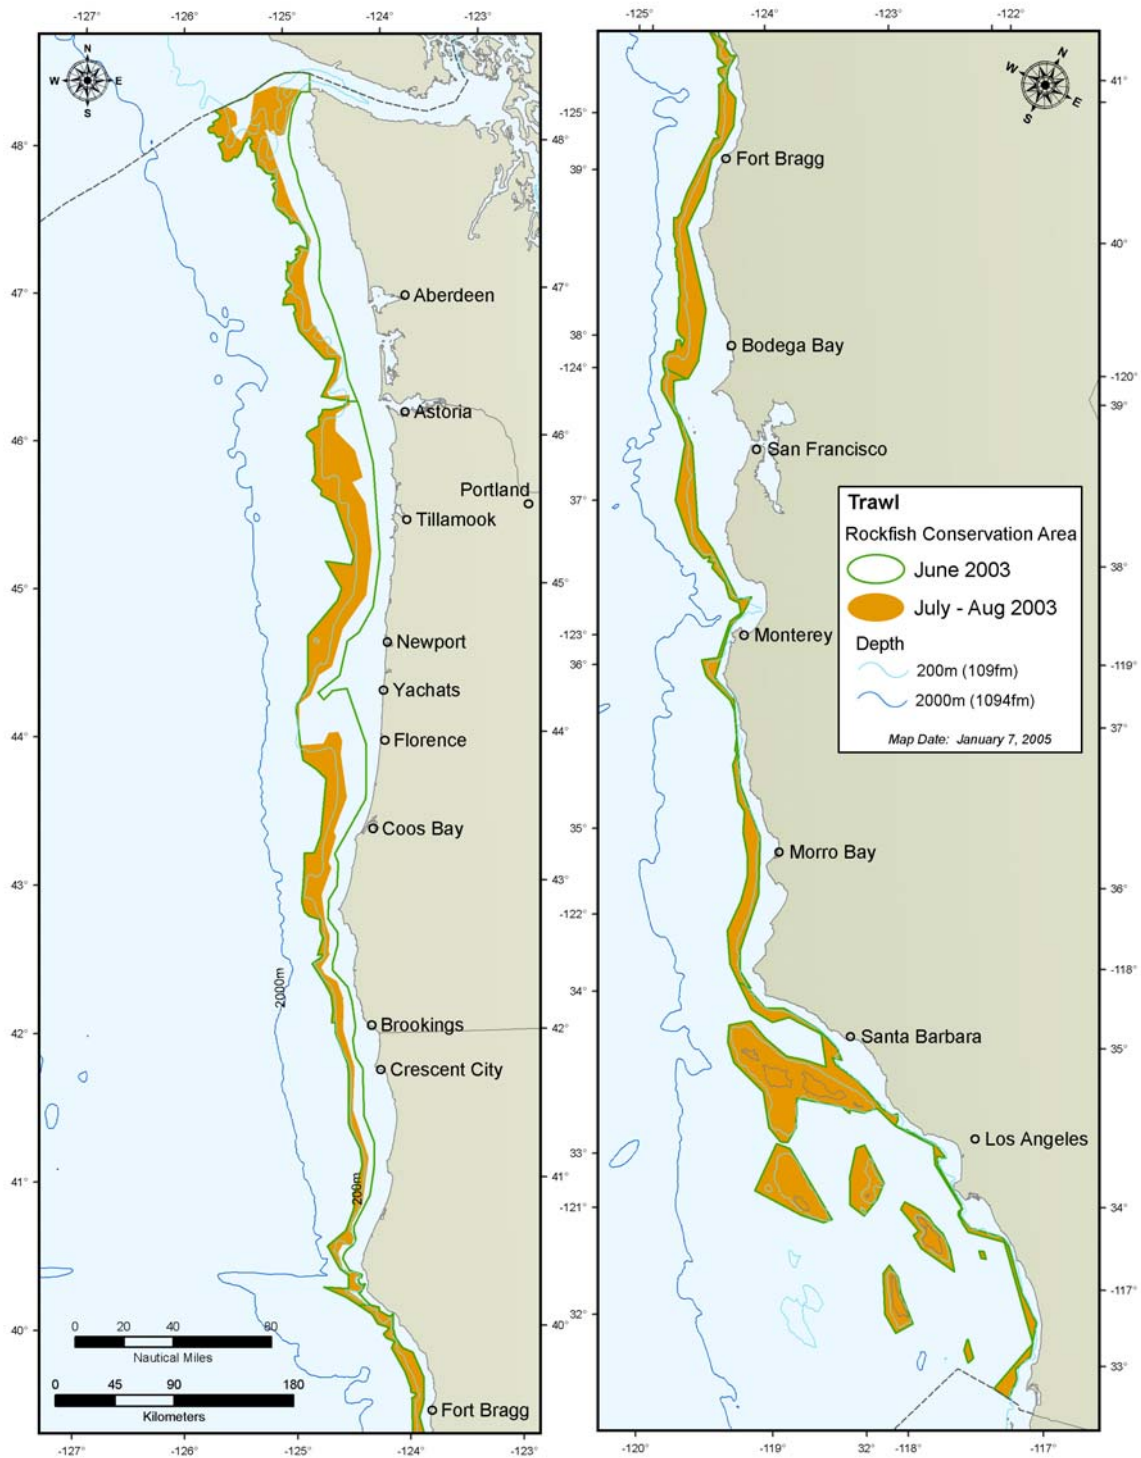 -127° -126° -125° -124° -123°
N
W E
S
48° 48°
47° 47°
Aberdeen
Astoria
46° 46°
Portland
Tillamook
45° 45°
Newport
Yachats
44° 44°
Florence
Coos Bay
43° 43°
2000m
Brookings
42° 42°
Crescent City
200m
41° 41°
40° 40°
0 20 40 80
Nautical Miles
0 45 90 180
Kilometers
Fort Bragg
-127° -126° -125° -124° -123°
-125° -124° -123° -122°
N
W
E
S
41°
-125°
Fort Bragg
39°
40°
38°
Bodega Bay
-124°
-120°
39°
San Francisco
37°
Trawl
Rockfish Conservation Area
June 2003
July - Aug 2003
Depth
200m (109fm)
2000m (1094fm)
Map Date: January 7, 2005
38°
-123°
Monterey
36°
-119°
37°
35°
Morro Bay
36°
-122°
-118°
34°
Santa Barbara
35°
Los Angeles
33°
-121°
34°
-117°
32°
33°
-120° -119° 32° -118° -117°